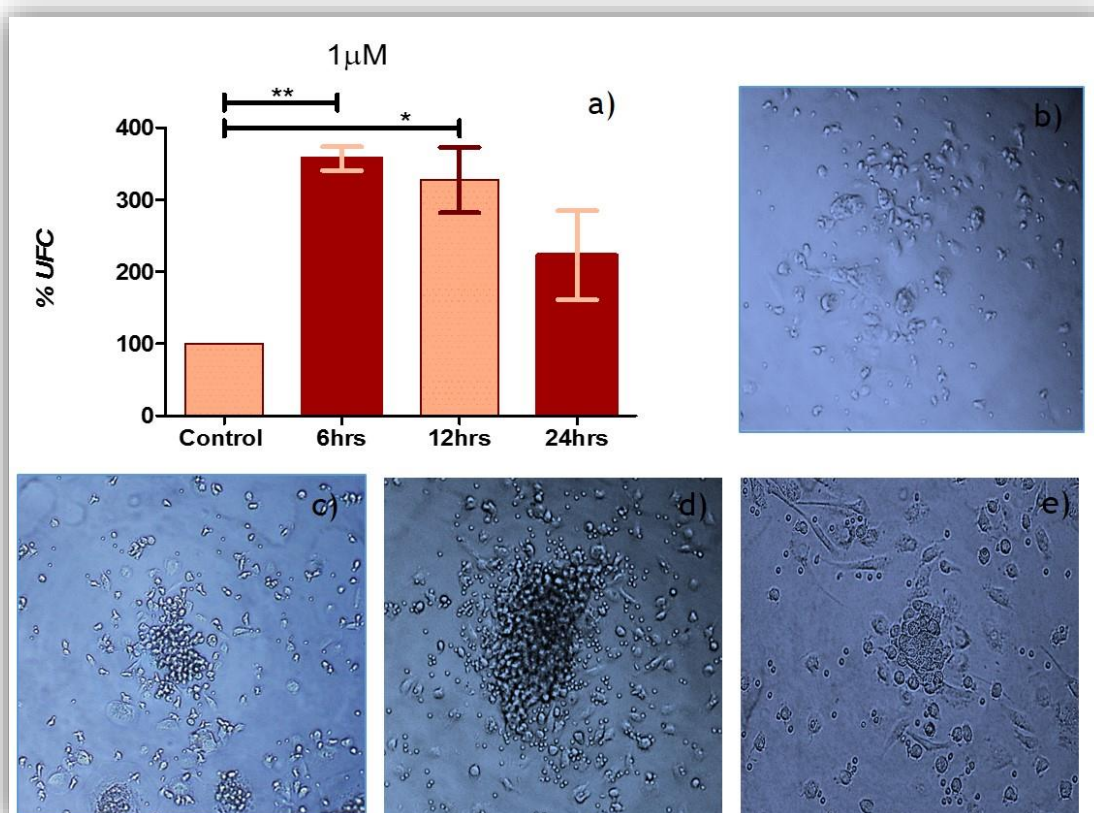 1μM
** 
*
a)
400
300
200
100
0
% UFC
Control 6hrs 12hrs 24hrs
b)
c)
d)
e)